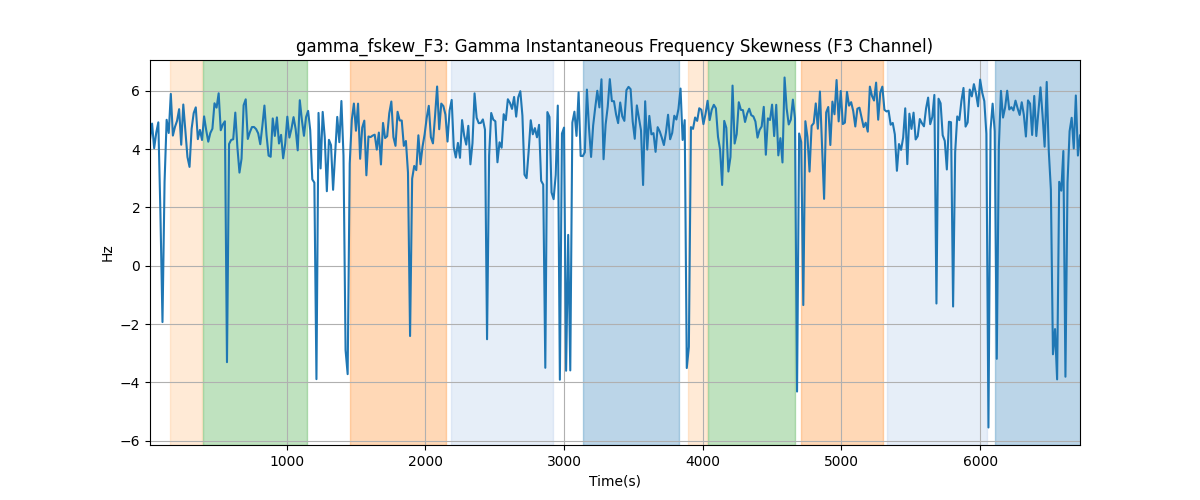 gamma_fskew_F3: Gamma Instantaneous Frequency Skewness (F3 Channel)
Hz
6
4
2
0
−2
−4
−6
1000 2000 3000 4000 5000 6000
Time(s)